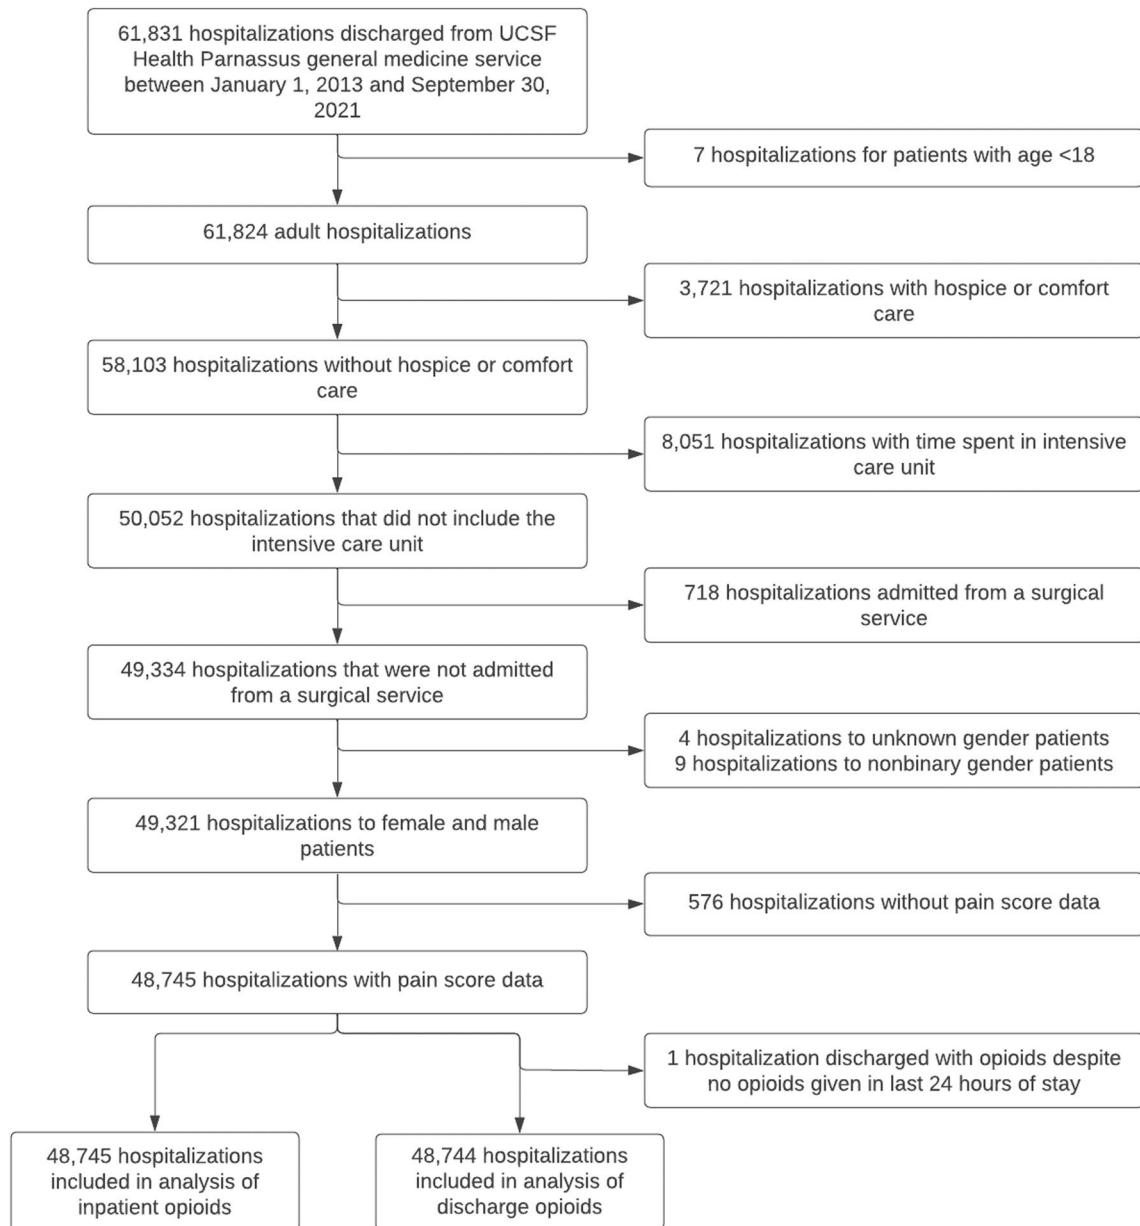 61,831 hospitalizations discharged from UCSF
Health Parnassus general medicine service
between January 1, 2013 and September 30,
2021
7 hospitalizations for patients with age <18
61,824 adult hospitalizations
3,721 hospitalizations with hospice or comfort
care
58,103 hospitalizations without hospice or comfort
care
8,051 hospitalizations with time spent in intensive
care unit
50,052 hospitalizations that did not include the
intensive care unit
718 hospitalizations admitted from a surgical
service
49,334 hospitalizations that were not admitted
from a surgical service
4 hospitalizations to unknown gender patients
9 hospitalizations to nonbinary gender patients
49,321 hospitalizations to female and male
patients
576 hospitalizations without pain score data
48,745 hospitalizations with pain score data
1 hospitalization discharged with opioids despite
no opioids given in last 24 hours of stay
48,745 hospitalizations
included in analysis of
inpatient opioids
48,744 hospitalizations
included in analysis of
discharge opioids